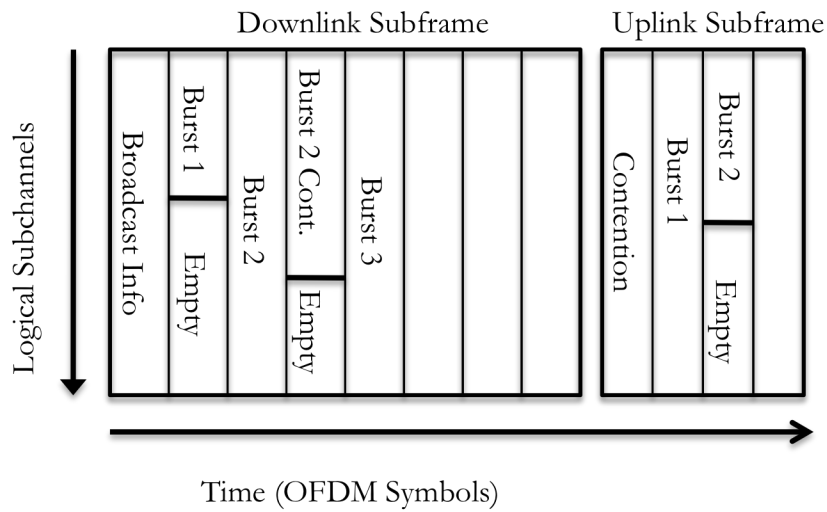 Downlink Subframe
Uplink Subframe
Logical Subchannels
Broadcast Info
Burst 1
Empty
Burst 2
Burst 2 Cont.
Empty
Burst 3
Contention
Burst 1
Burst 2
Empty
Time (OFDM Symbols)